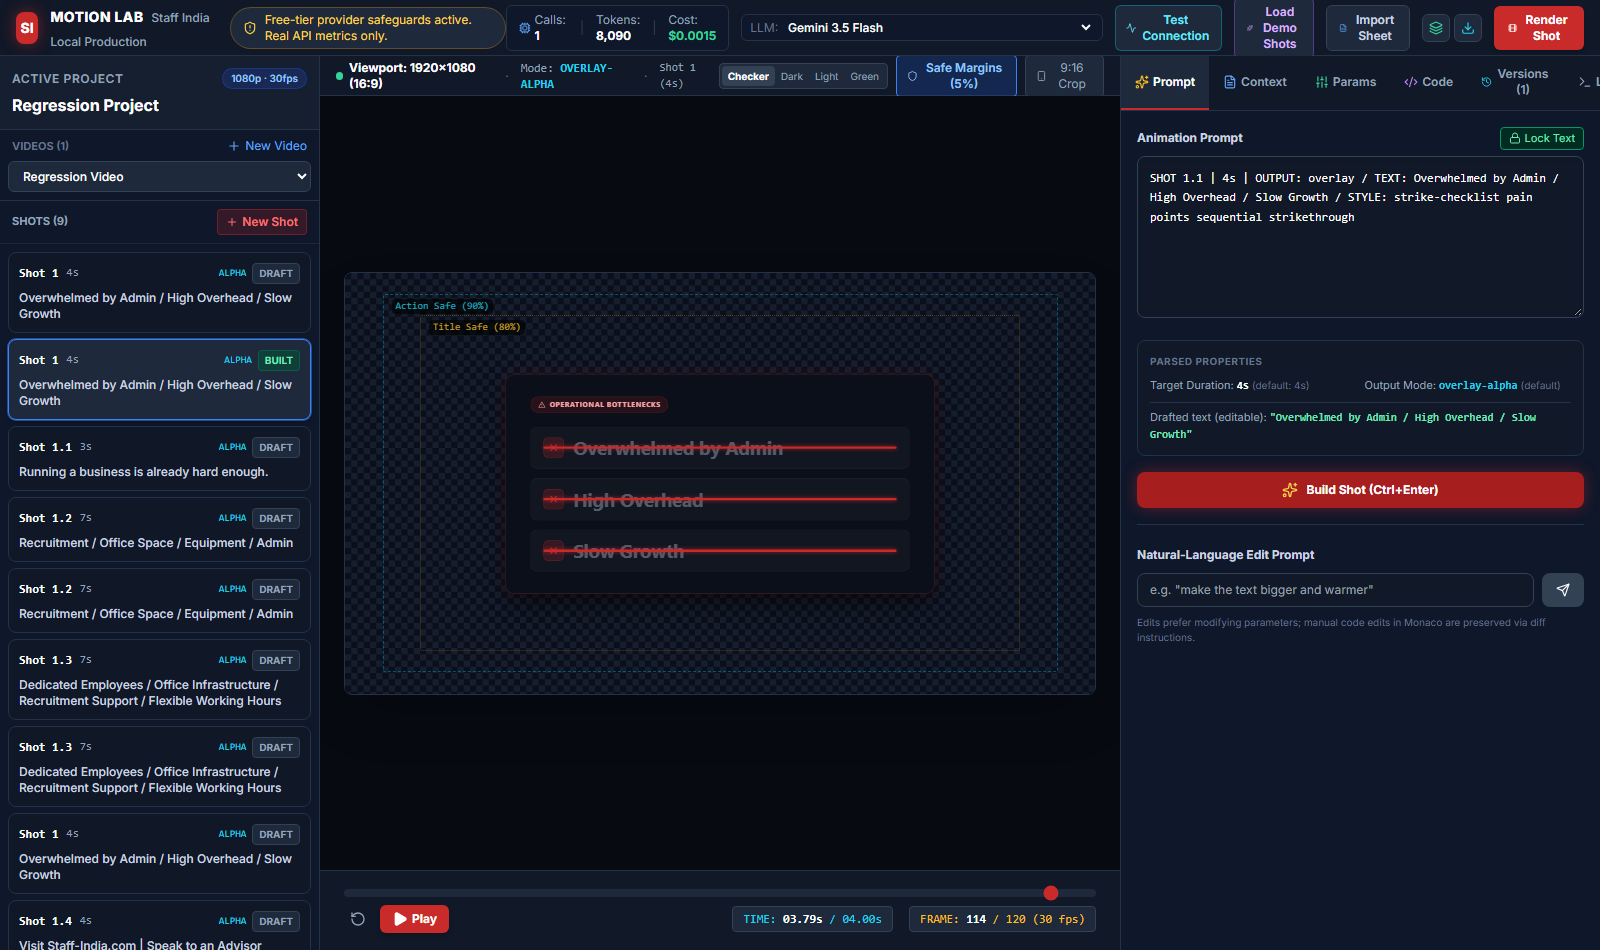 SI
MOTION LAB Staff India
Local Production
Free-tier provider safeguards active.
Real API metrics only.
Calls:
1
Tokens:
8,090
Cost:
$0.0015
LLM: Gemini 3.5 Flash
Test
Connection
Load
Demo
Shots
Import
Sheet
Render
Shot
ACTIVE PROJECT
1080p · 30fps
Regression Project
VIDEOS (1)
+ New Video
Regression Video
SHOTS (9)
+ New Shot
Shot 1 4s ALPHA DRAFT
Overwhelmed by Admin / High Overhead / Slow
Growth
Shot 1 4s ALPHA BUILT
Overwhelmed by Admin / High Overhead / Slow
Growth
Shot 1.1 3s ALPHA DRAFT
Running a business is already hard enough.
Shot 1.2 7s ALPHA DRAFT
Recruitment / Office Space / Equipment / Admin
Shot 1.2 7s ALPHA DRAFT
Recruitment / Office Space / Equipment / Admin
Shot 1.3 7s ALPHA DRAFT
Dedicated Employees / Office Infrastructure /
Recruitment Support / Flexible Working Hours
Shot 1.3 7s ALPHA DRAFT
Dedicated Employees / Office Infrastructure /
Recruitment Support / Flexible Working Hours
Shot 1 4s ALPHA DRAFT
Overwhelmed by Admin / High Overhead / Slow
Growth
Shot 1.4 4s ALPHA DRAFT
Visit Staff-India.com | Speak to an Advisor
Viewport: 1920×1080
(16:9)
· Mode: OVERLAY-
ALPHA
· Shot 1
(4s)
Checker Dark Light Green
Safe Margins
(5%)
9:16
Crop
Action Safe (90%)
Title Safe (80%)
OPERATIONAL BOTTLENECKS
Overwhelmed by Admin
High Overhead
Slow Growth
Play
TIME: 03.79s / 04.00s
FRAME: 114 / 120 (30 fps)
Prompt
Context
Params
Code
Versions
(1)
L
Animation Prompt
Lock Text
SHOT 1.1 | 4s | OUTPUT: overlay / TEXT: Overwhelmed by Admin /
High Overhead / Slow Growth / STYLE: strike-checklist pain
points sequential strikethrough
PARSED PROPERTIES
Target Duration: 4s (default: 4s)
Output Mode: overlay-alpha (default)
Drafted text (editable): "Overwhelmed by Admin / High Overhead / Slow
Growth"
Build Shot (Ctrl+Enter)
Natural-Language Edit Prompt
e.g. "make the text bigger and warmer"
Edits prefer modifying parameters; manual code edits in Monaco are preserved via diff
instructions.